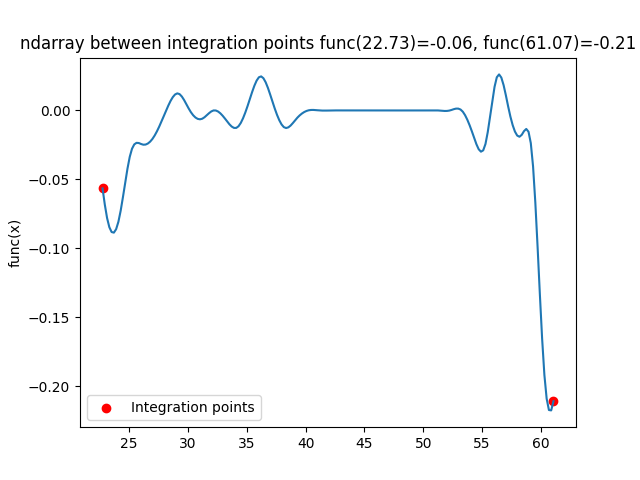 ndarray between integration points func(22.73)=-0.06, func(61.07)=-0.21
0.00
−0.05
−0.10
−0.15
−0.20
func(x)
Integration points
25 30 35 40 45 50 55 60